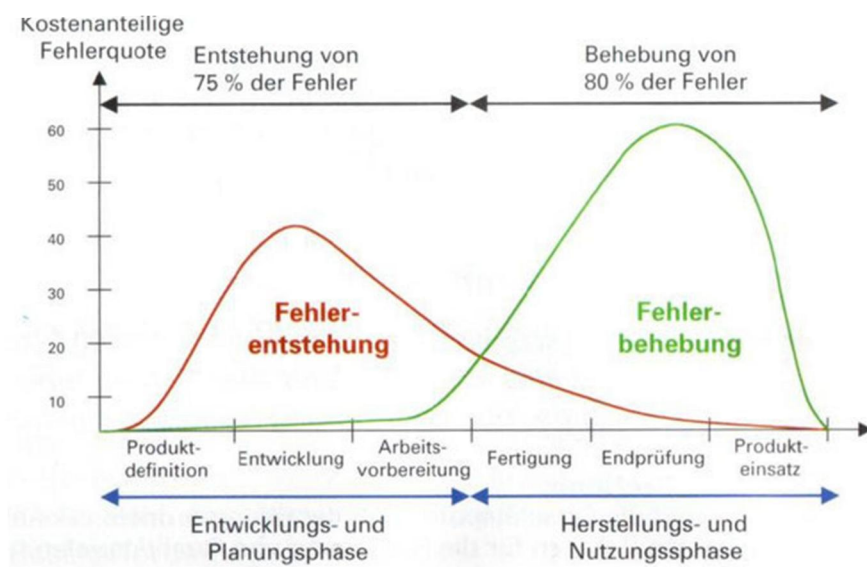 Kostenanteilige
Fehlerquote
Entstehung von
75 % der Fehler
Behebung von
80 % der Fehler
60
50
40
30
20
10
Fehler-
entstehung
Fehler-
behebung
Produkt-
definition
Entwicklung
Arbeits-
vorbereitung
Fertigung
Endprüfung
Produkt-
einsatz
Entwicklungs- und
Planungsphase
Herstellungs- und
Nutzungssphase